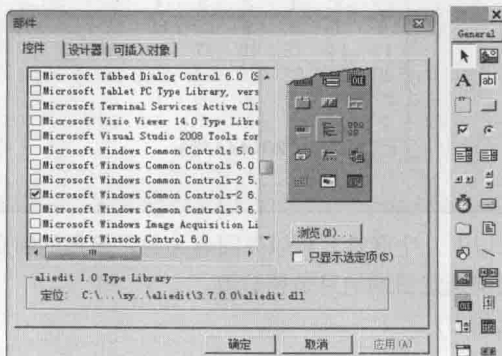 部件
控件
设计器
可插入对象
Microsoft Tabbed Dialog Control 6.0 (S
Microsoft Tablet PC Type Library, vers
Microsoft Terminal Services Active Cli
Microsoft Visio Viewer 14.0 Type Libra
Microsoft Visual Studio 2008 Tools for
Microsoft Windows Common Controls 5.0
Microsoft Windows Common Controls 6.0
Microsoft Windows Common Controls-2 5.
Microsoft Windows Common Controls-2 6.
Microsoft Windows Common Controls-3 6.
Microsoft Windows Image Acquisition Li
Microsoft Winsock Control 6.0
浏览(B)...
只显示选定项(S)
aliedit 1.0 Type Library
定位: C:\...\sy..\aliedit\3.7.0.0\aliedit.dll
确定
取消
应用(A)
General
A
abl
OLE